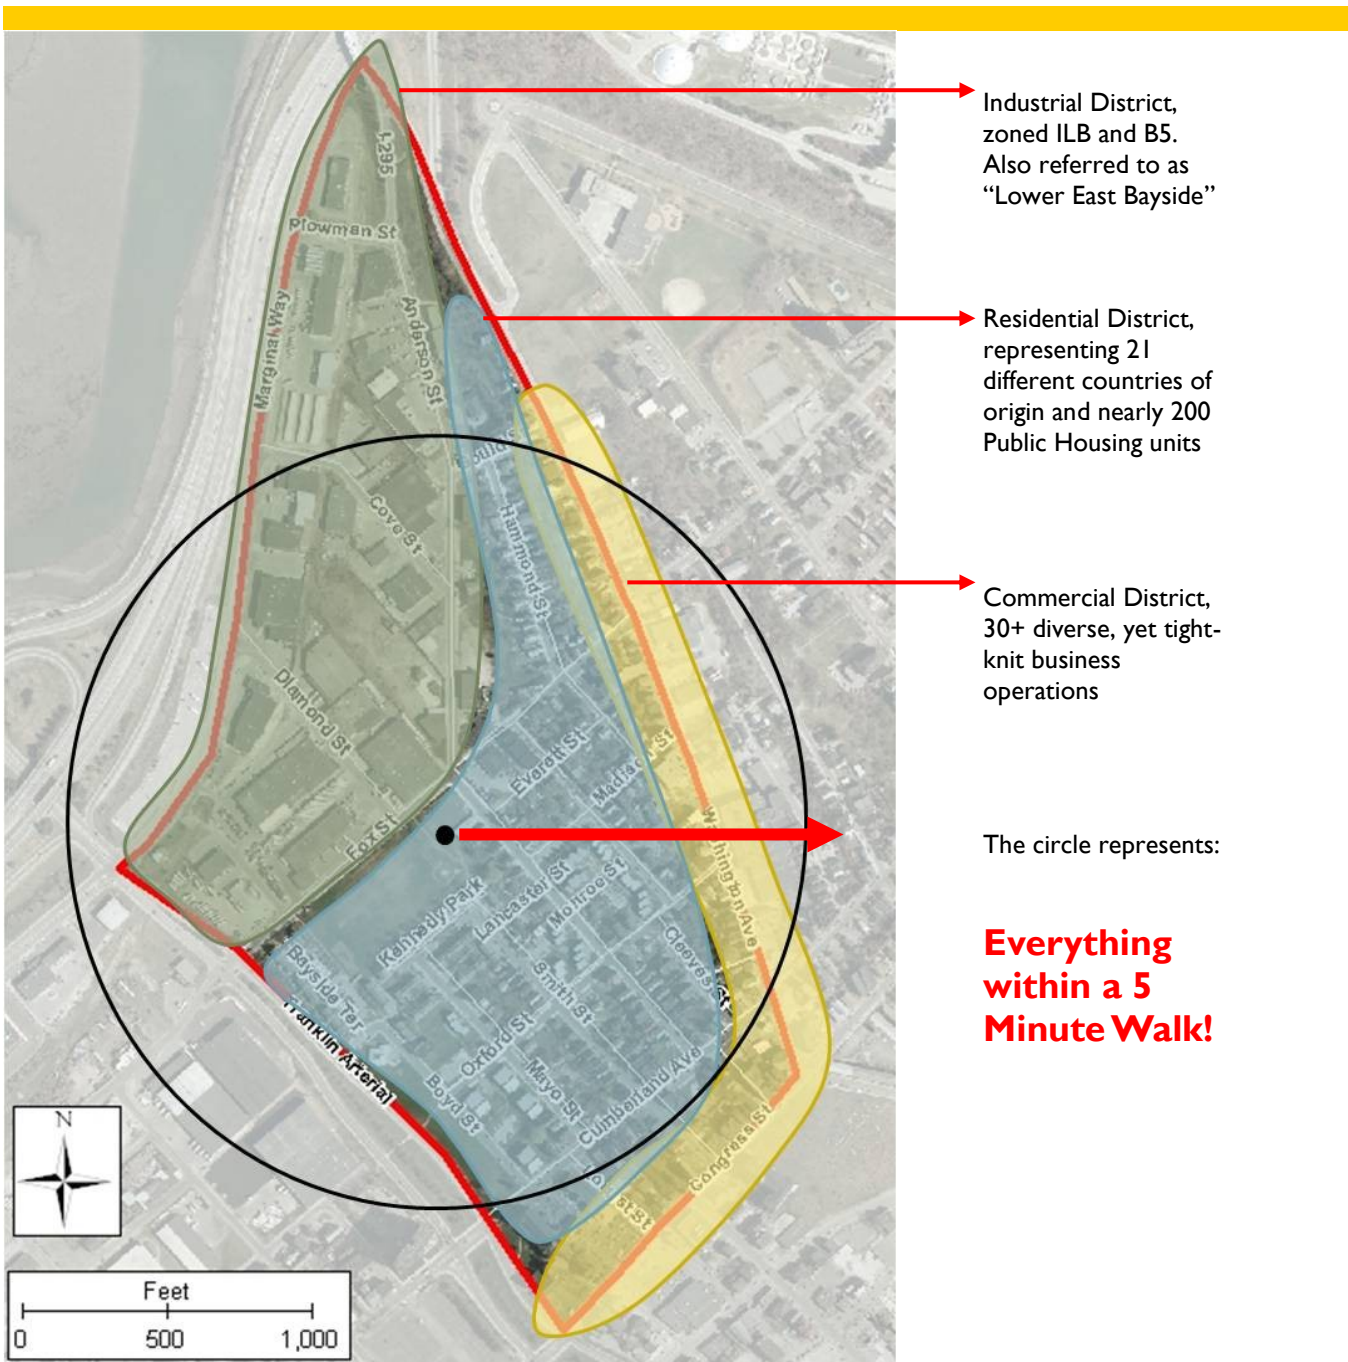 Industrial District,
zoned ILB and B5.
Also referred to as
“Lower East Bayside”
Residential District,
representing 21
different countries of
origin and nearly 200
Public Housing units
Commercial District,
30+ diverse, yet tight-
knit business
operations
The circle represents:
Everything
within a 5
Minute Walk!
I-295
Plowman St
Marginal Way
Anderson St
Hammond St
Cove St
Diamond St
Everett St
Madison St
Fox St
Washington Ave
Kennedy Park
Lancaster St
Monroe St
Cleeves St
Bayside Ter
Smith St
Franklin Arterial
Oxford St
Mayo St
Boyd St
Cumberland Ave
Congress St
N
Feet
0 500 1,000